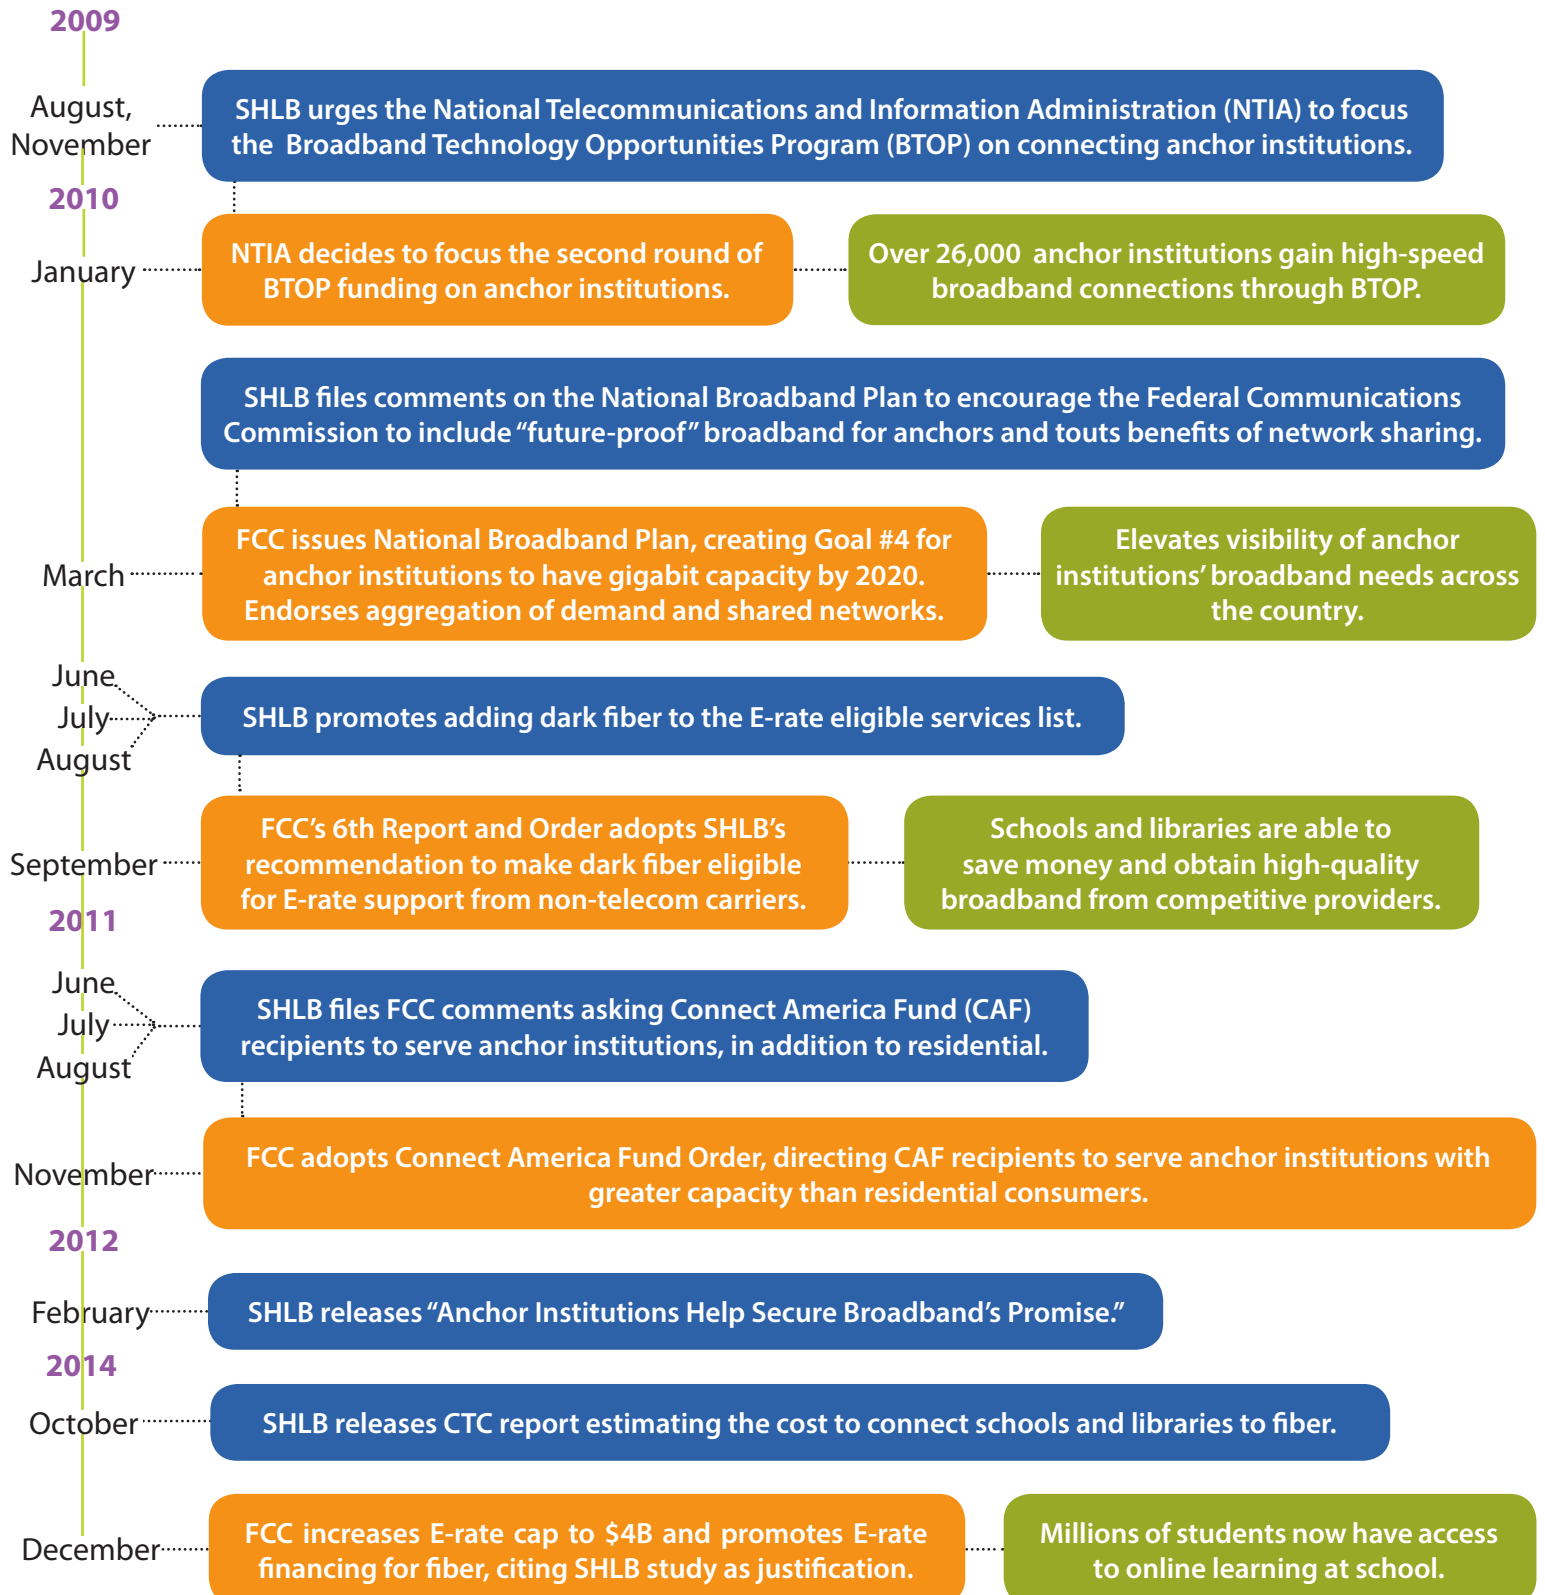 2009
August,
November
SHLB urges the National Telecommunications and Information Administration (NTIA) to focus
the Broadband Technology Opportunities Program (BTOP) on connecting anchor institutions.
2010
January
NTIA decides to focus the second round of
BTOP funding on anchor institutions.
Over 26,000 anchor institutions gain high-speed
broadband connections through BTOP.
SHLB files comments on the National Broadband Plan to encourage the Federal Communications
Commission to include “future-proof” broadband for anchors and touts benefits of network sharing.
March
FCC issues National Broadband Plan, creating Goal #4 for
anchor institutions to have gigabit capacity by 2020.
Endorses aggregation of demand and shared networks.
Elevates visibility of anchor
institutions’ broadband needs across
the country.
June
July
August
SHLB promotes adding dark fiber to the E-rate eligible services list.
September
FCC’s 6th Report and Order adopts SHLB’s
recommendation to make dark fiber eligible
for E-rate support from non-telecom carriers.
Schools and libraries are able to
save money and obtain high-quality
broadband from competitive providers.
2011
June
July
August
SHLB files FCC comments asking Connect America Fund (CAF)
recipients to serve anchor institutions, in addition to residential.
November
FCC adopts Connect America Fund Order, directing CAF recipients to serve anchor institutions with
greater capacity than residential consumers.
2012
February
SHLB releases “Anchor Institutions Help Secure Broadband’s Promise.”
2014
October
SHLB releases CTC report estimating the cost to connect schools and libraries to fiber.
December
FCC increases E-rate cap to $4B and promotes E-rate
financing for fiber, citing SHLB study as justification.
Millions of students now have access
to online learning at school.